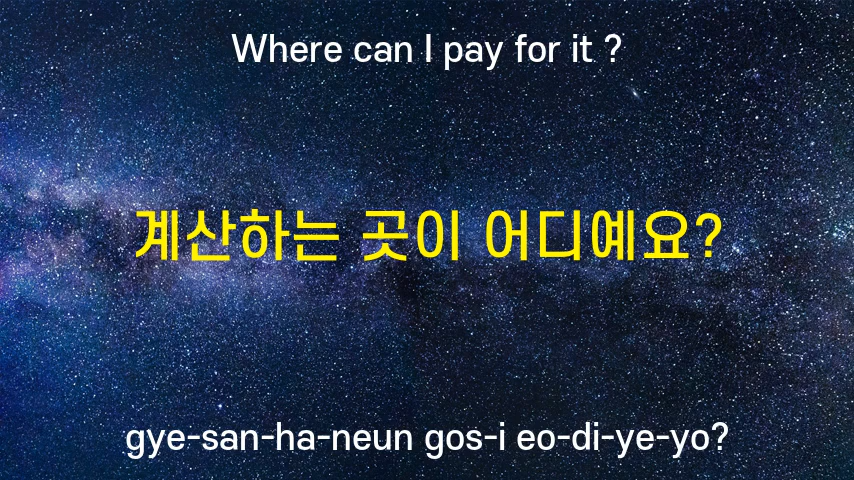 Where can I pay for it ?
계산하는 곳이 어디예요?
gye-san-ha-neun gos-i eo-di-ye-yo?